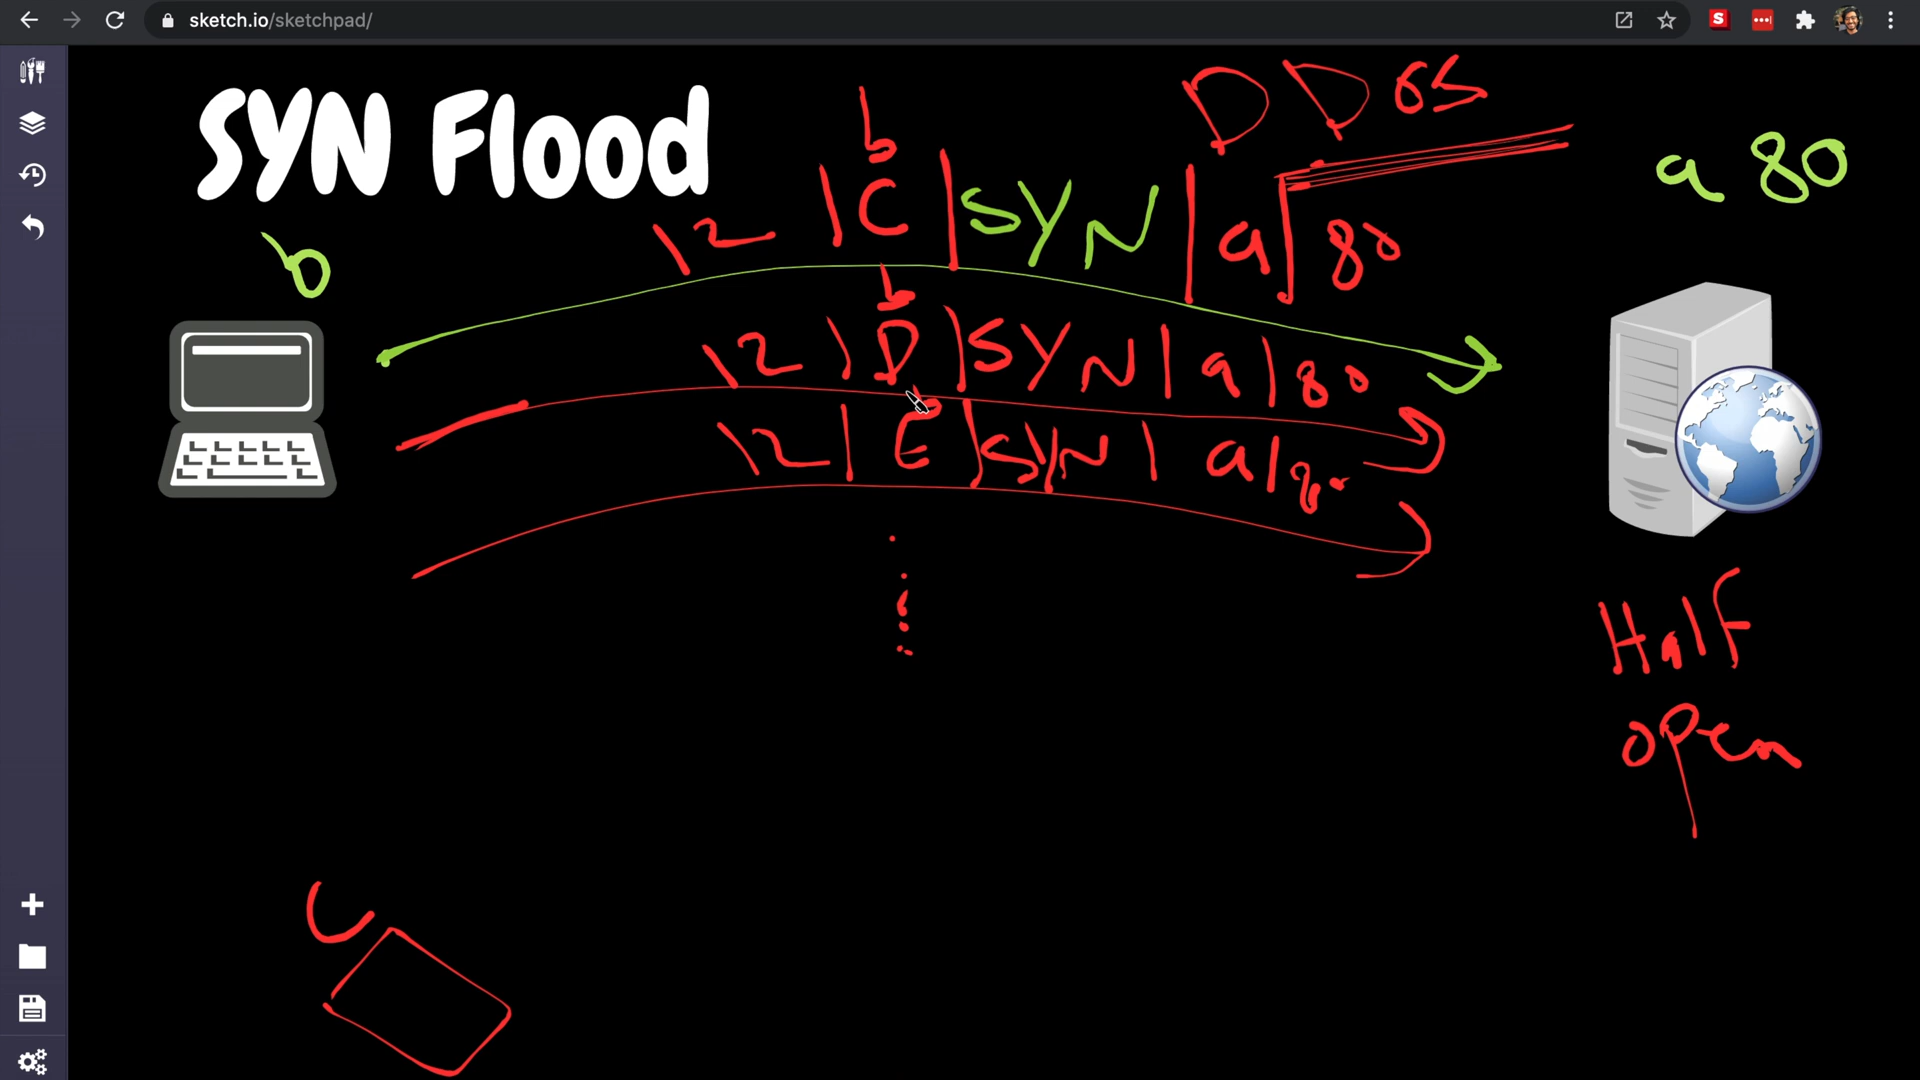 sketch.io/sketchpad/
SYN Flood
DDOS
b
a 80
12 | C | SYN | a | 80
b
b
12 | D | SYN | a | 80
b
12 | E | SYN | a | 80
Half
open
C